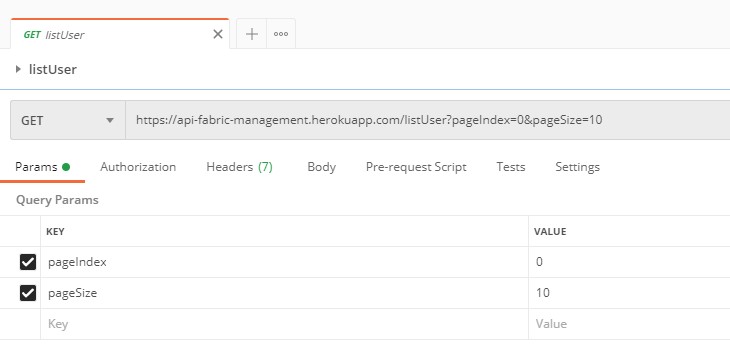 GET listUser
listUser
GET https://api-fabric-management.herokuapp.com/listUser?pageIndex=0&pageSize=10
Params Authorization Headers (7) Body Pre-request Script Tests Settings
Query Params
KEY VALUE
pageIndex 0
pageSize 10
Key Value